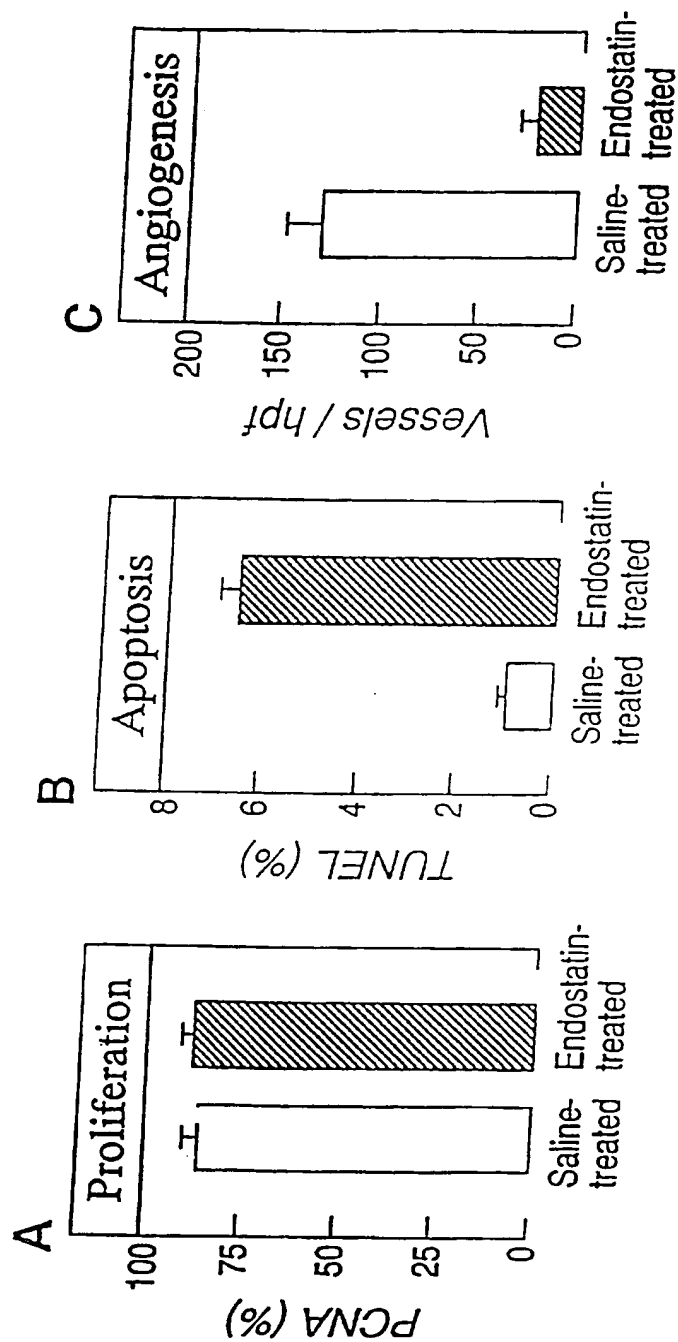 A
Proliferation
PCNA (%)
100
75
50
25
0
Saline-
treated
Endostatin-
treated
B
Apoptosis
TUNEL (%)
8
6
4
2
0
Saline-
treated
Endostatin-
treated
C
Angiogenesis
Vessels / hpf
200
150
100
50
0
Saline-
treated
Endostatin-
treated